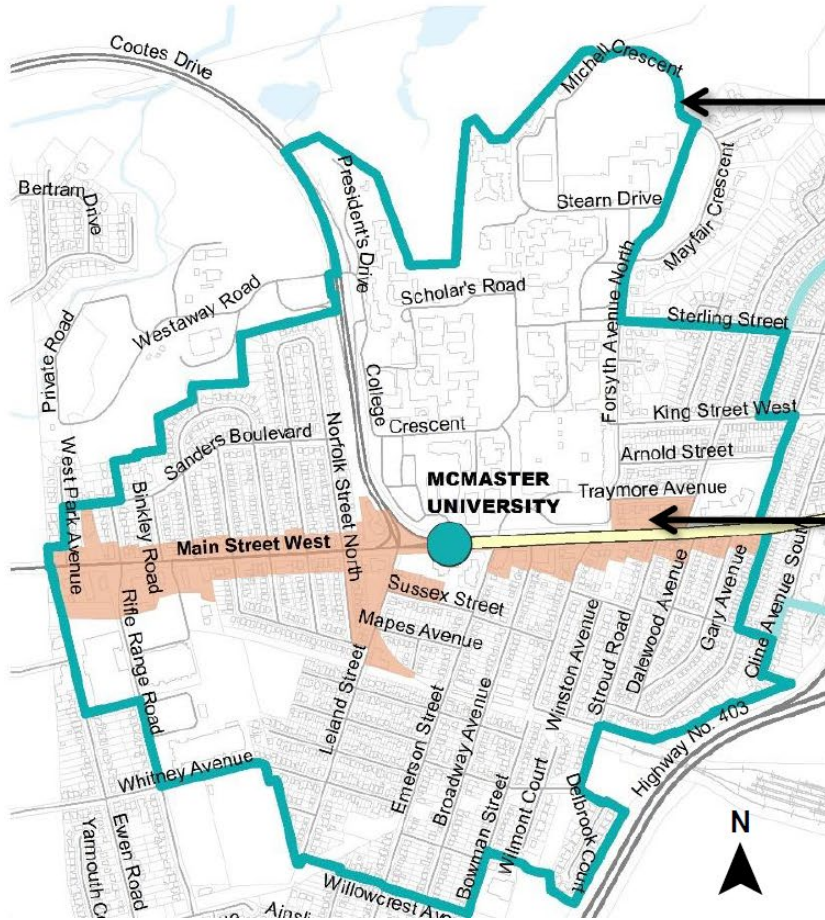 Cootes Drive
Michell Crescent
President's Drive
Bertram Drive
Stearn Drive
Mayfair Crescent
Forsyth Avenue North
Scholar's Road
Westaway Road
Private Road
Sterling Street
College
Crescent
King Street West
Sanders Boulevard
Norfolk Street North
Arnold Street
West Park Avenue
Binkley Road
MCMASTER
UNIVERSITY
Traymore Avenue
Main Street West
Sussex Street
Rifle Range Road
Mapes Avenue
Leland Street
Emerson Street
Broadway Avenue
Bowman Street
Wilmont Court
Winston Avenue
Stroud Road
Dalewood Avenue
Gary Avenue
Cline Avenue South
Highway No. 403
Whitney Avenue
Delbrook Court
Ewen Road
Willowcrest
N